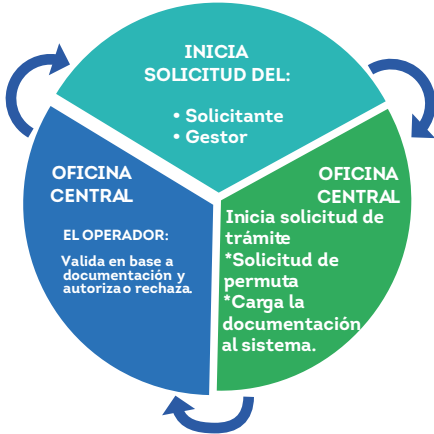 INICIA
SOLICITUD DEL:
• Solicitante
• Gestor
OFICINA
CENTRAL
Inicia solicitud de
trámite
*Solicitud de
permuta
*Carga la
documentación
al sistema.
OFICINA
CENTRAL
EL OPERADOR:
Valida en base a
documentación y
autoriza o rechaza.